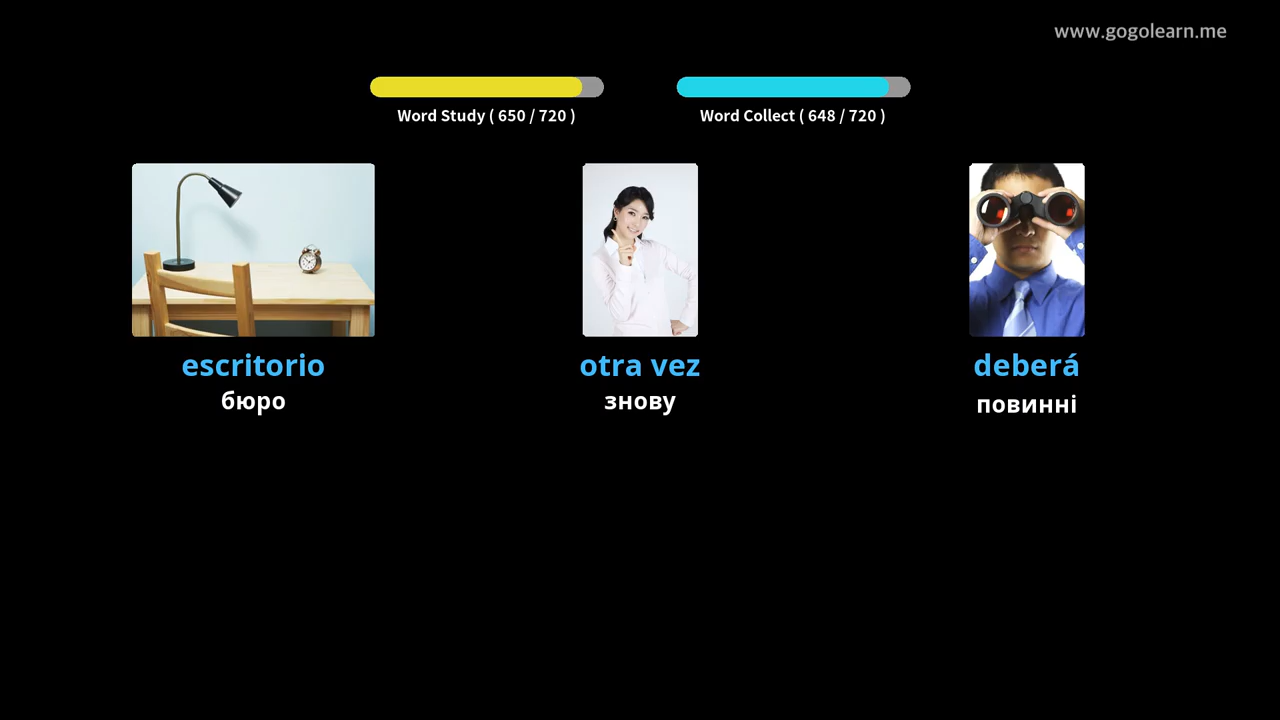 www.gogolearn.me
Word Study ( 650 / 720 )
Word Collect ( 648 / 720 )
escritorio
бюро
otra vez
знову
deberá
повинні